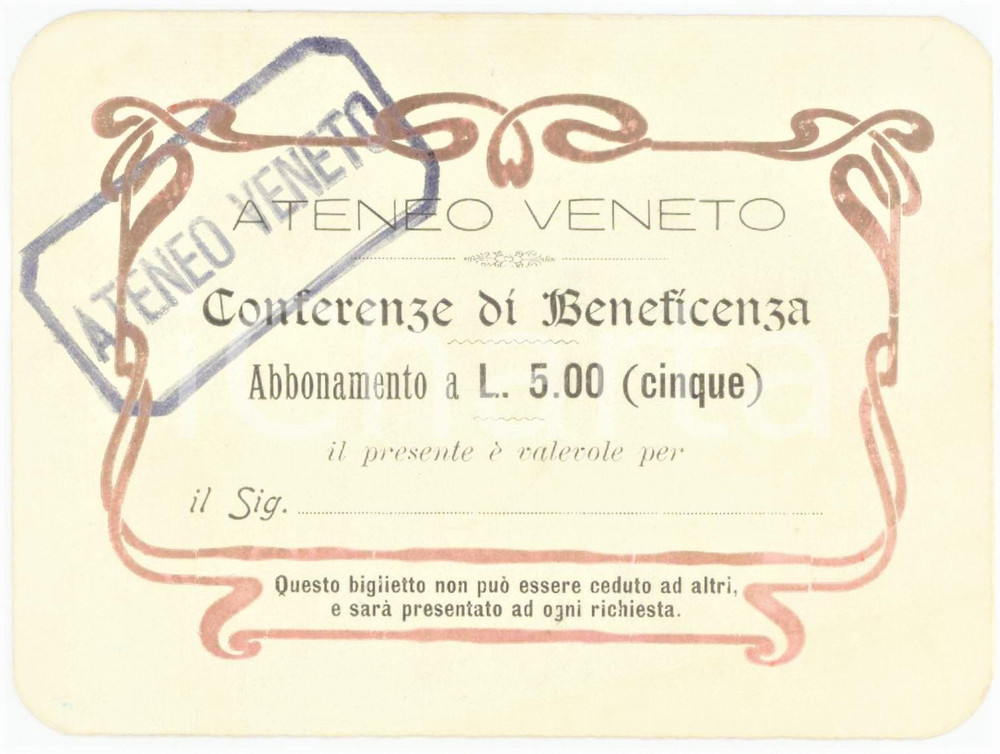 ATENEO VENETO
ATENEO VENETO
Conferenze di Beneficenza
Abbonamento a L. 5.00 (cinque)
il presente è valevole per
il Sig.
Questo biglietto non può essere ceduto ad altri,
e sarà presentato ad ogni richiesta.